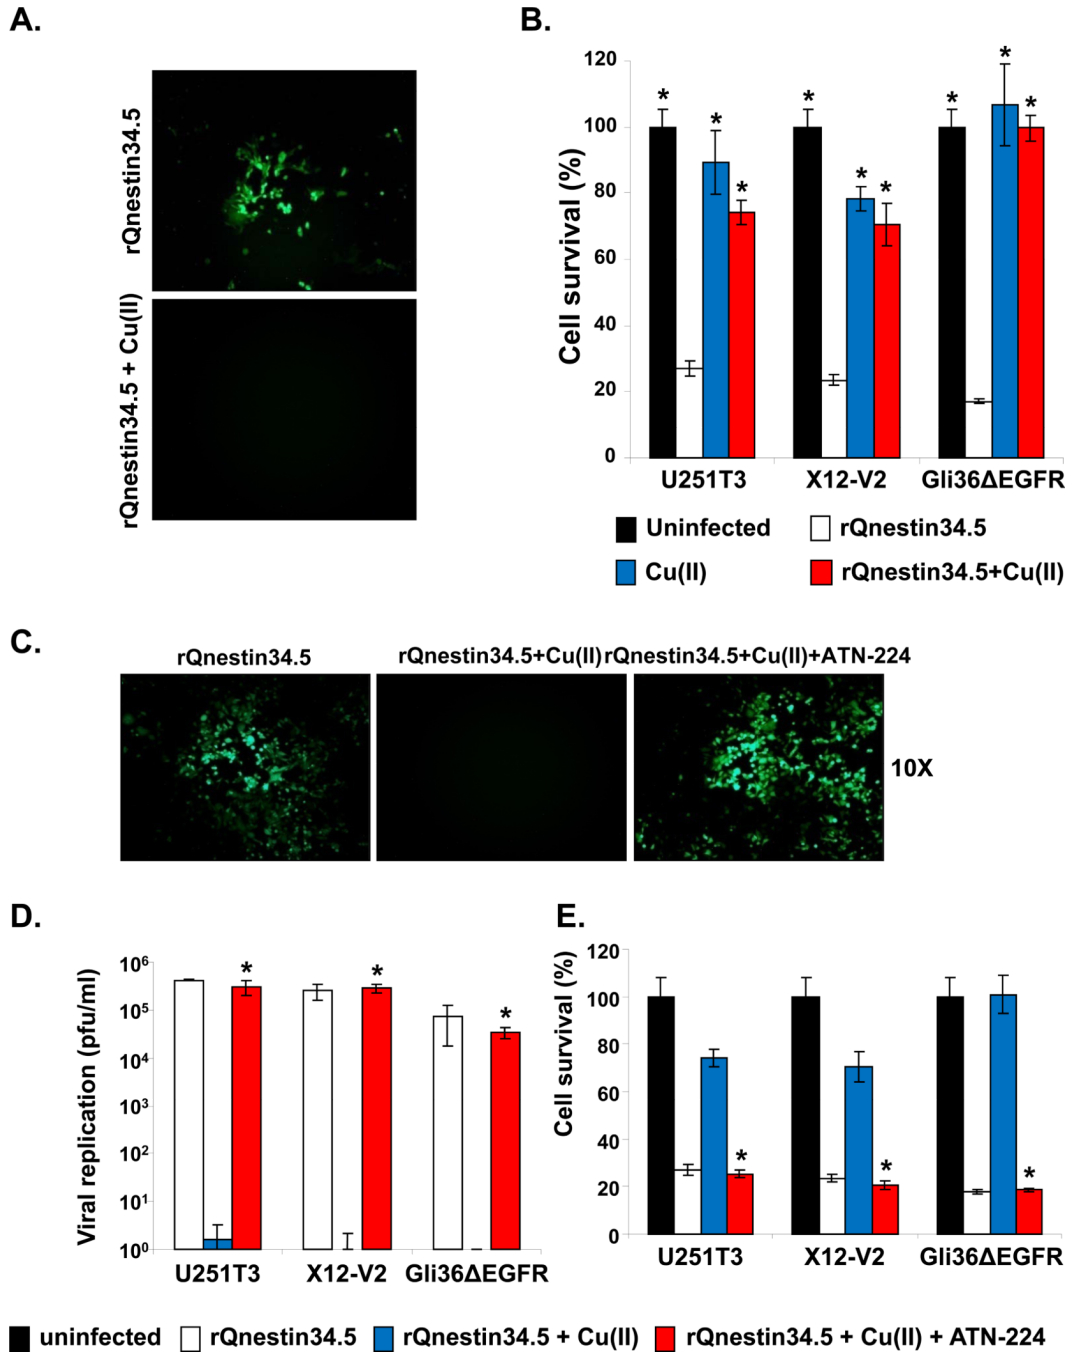 A.
rQnestin34.5
rQnestin34.5 + Cu(II)
B.
Cell survival (%)
120
100
80
60
40
20
0
* * * * * * * * *
U251T3 X12-V2 Gli36ΔEGFR
Uninfected rQnestin34.5
Cu(II) rQnestin34.5+Cu(II)
C.
rQnestin34.5 rQnestin34.5+Cu(II) rQnestin34.5+Cu(II)+ATN-224
10X
D.
Viral replication (pfu/ml)
10⁶
10⁵
10⁴
10³
10²
10¹
10⁰
* * *
U251T3 X12-V2 Gli36ΔEGFR
E.
Cell survival (%)
120
100
80
60
40
20
0
* * *
U251T3 X12-V2 Gli36ΔEGFR
uninfected rQnestin34.5 rQnestin34.5 + Cu(II) rQnestin34.5 + Cu(II) + ATN-224